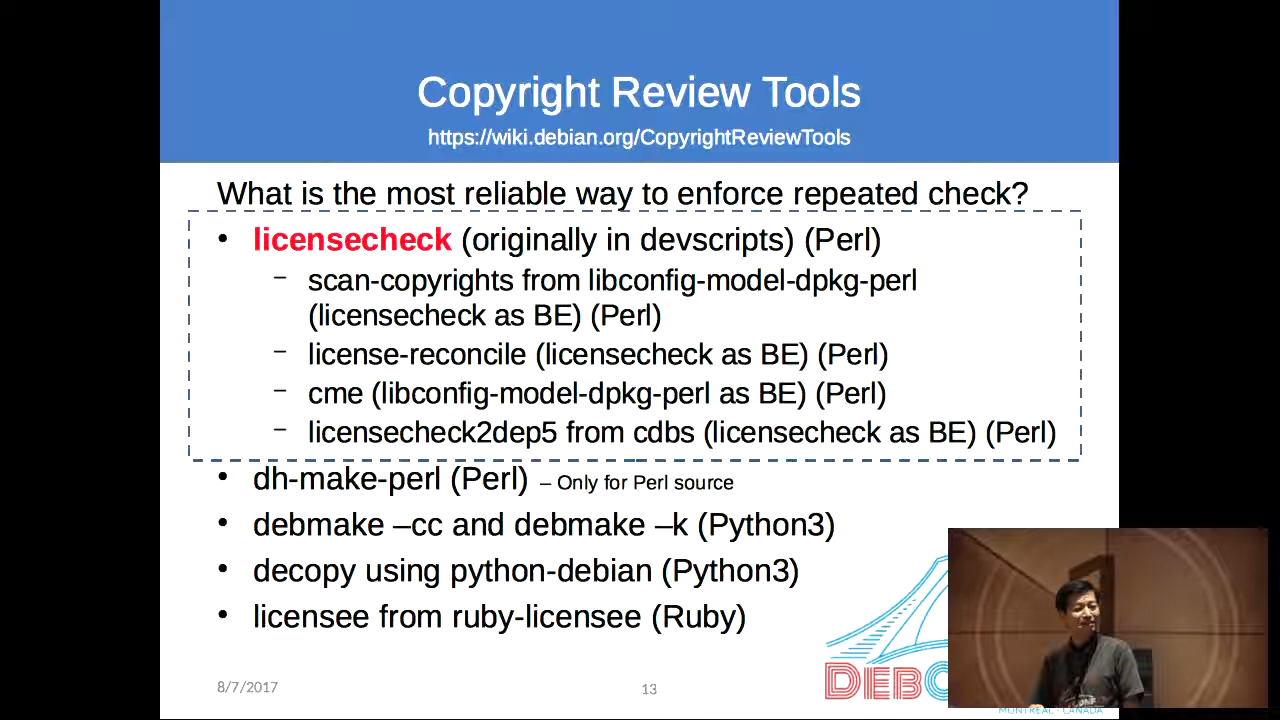 Copyright Review Tools
https://wiki.debian.org/CopyrightReviewTools
What is the most reliable way to enforce repeated check?
• licensecheck (originally in devscripts) (Perl)
– scan-copyrights from libconfig-model-dpkg-perl
(licensecheck as BE) (Perl)
– license-reconcile (licensecheck as BE) (Perl)
– cme (libconfig-model-dpkg-perl as BE) (Perl)
– licensecheck2dep5 from cdbs (licensecheck as BE) (Perl)
• dh-make-perl (Perl) – Only for Perl source
• debmake –cc and debmake –k (Python3)
• decopy using python-debian (Python3)
• licensee from ruby-licensee (Ruby)
8/7/2017
13
DEBC
MONTREAL · CANADA